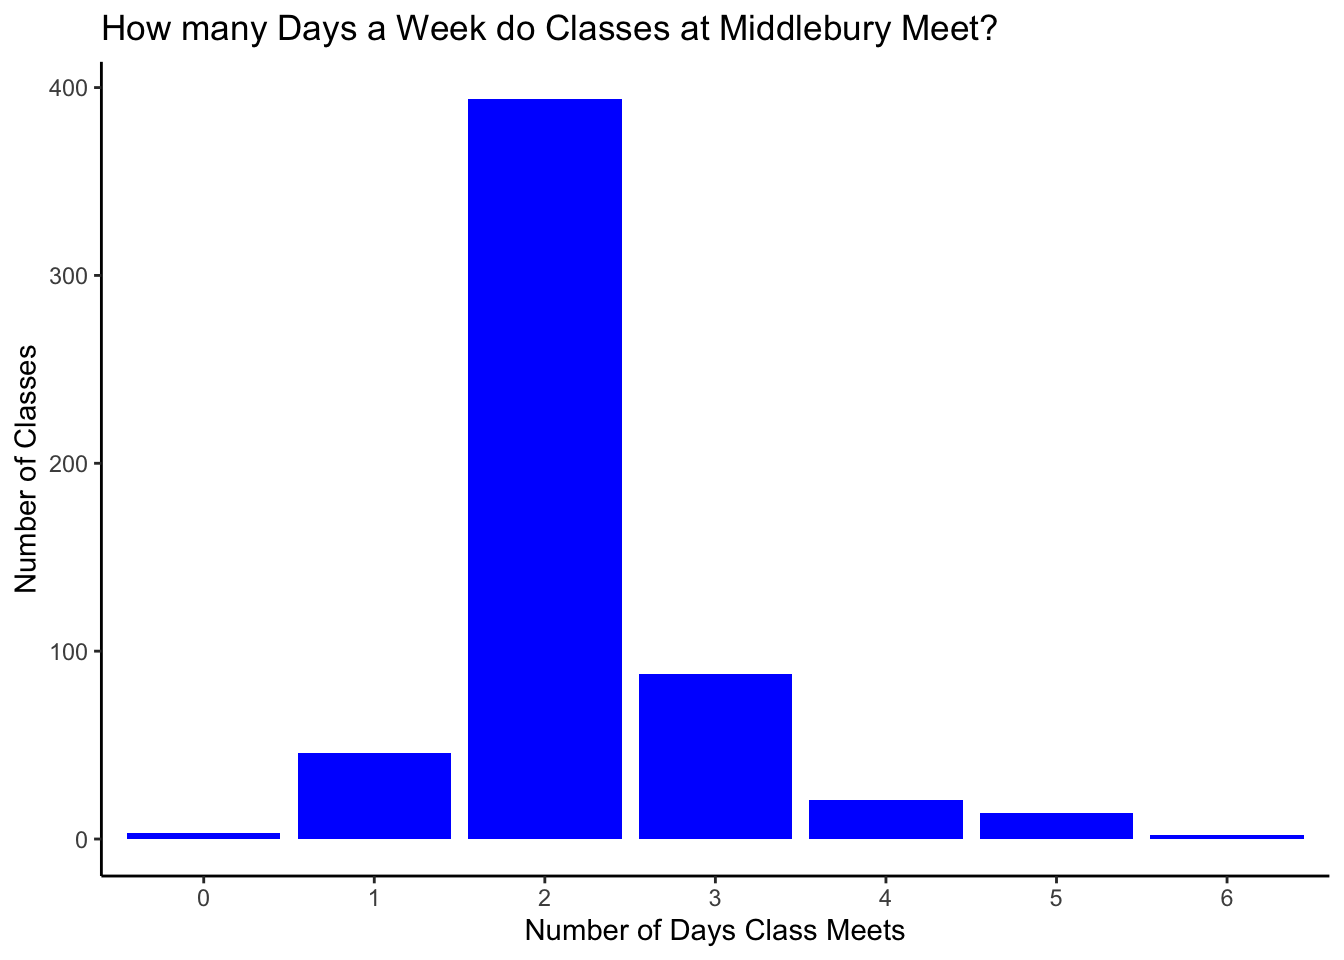 How many Days a Week do Classes at Middlebury Meet?
Number of Classes
400
300
200
100
0
0 1 2 3 4 5 6
Number of Days Class Meets